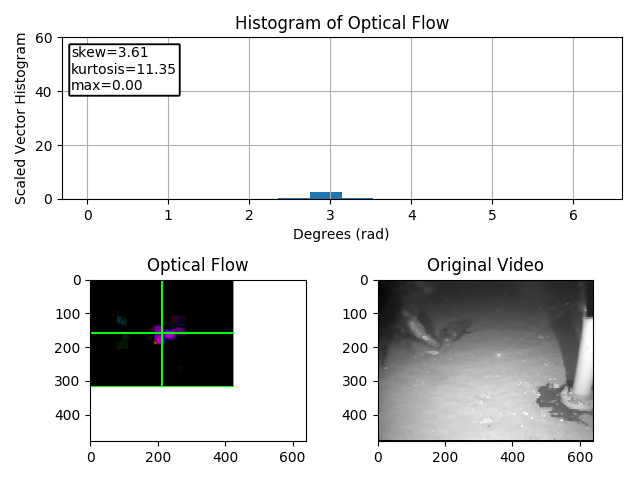 Histogram of Optical Flow
Scaled Vector Histogram
60
40
20
0
skew=3.61
kurtosis=11.35
max=0.00
0 1 2 3 4 5 6
Degrees (rad)
Optical Flow
0
100
200
300
400
0 200 400 600
Original Video
0
100
200
300
400
0 200 400 600